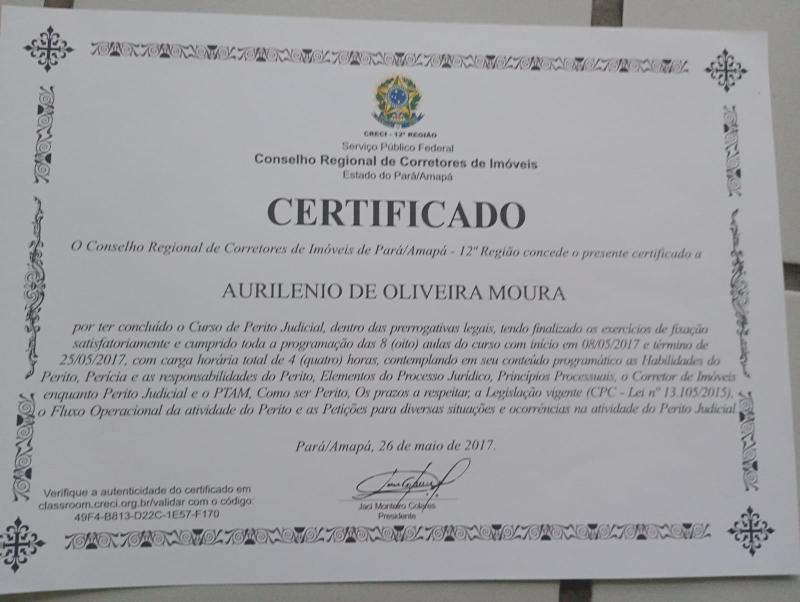 CRECI - 12ª REGIÃO
Serviço Público Federal
Conselho Regional de Corretores de Imóveis
Estado do Pará/Amapá
CERTIFICADO
O Conselho Regional de Corretores de Imóveis de Pará/Amapá - 12ª Região concede o presente certificado a
AURILENIO DE OLIVEIRA MOURA
por ter concluído o Curso de Perito Judicial, dentro das prerrogativas legais, tendo finalizado os exercícios de fixação
satisfatoriamente e cumprido toda a programação das 8 (oito) aulas do curso com início em 08/05/2017 e término de
25/05/2017, com carga horária total de 4 (quatro) horas, contemplando em seu conteúdo programático as Habilidades do
Perito, Perícia e as responsabilidades do Perito, Elementos do Processo Jurídico, Princípios Processuais, o Corretor de Imóveis
enquanto Perito Judicial e o PTAM, Como ser Perito, Os prazos a respeitar, a Legislação vigente (CPC - Lei nº 13.105/2015),
o Fluxo Operacional da atividade do Perito e as Petições para diversas situações e ocorrências na atividade do Perito Judicial
Pará/Amapá, 26 de maio de 2017.
Verifique a autenticidade do certificado em
classroom.creci.org.br/validar com o código:
49F4-B813-D22C-1E57-F170
Jaci Monteiro Colares
Presidente